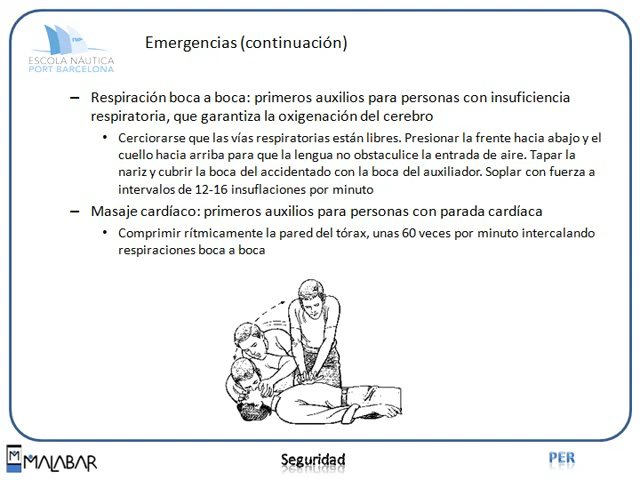 Emergencias (continuación)
ESCOLA NÀUTICA
PORT BARCELONA
– Respiración boca a boca: primeros auxilios para personas con insuficiencia
respiratoria, que garantiza la oxigenación del cerebro
• Cerciorarse que las vías respiratorias están libres. Presionar la frente hacia abajo y el
cuello hacia arriba para que la lengua no obstaculice la entrada de aire. Tapar la
nariz y cubrir la boca del accidentado con la boca del auxiliador. Soplar con fuerza a
intervalos de 12-16 insuflaciones por minuto
– Masaje cardíaco: primeros auxilios para personas con parada cardíaca
• Comprimir rítmicamente la pared del tórax, unas 60 veces por minuto intercalando
respiraciones boca a boca
MALABAR
Seguridad
PER